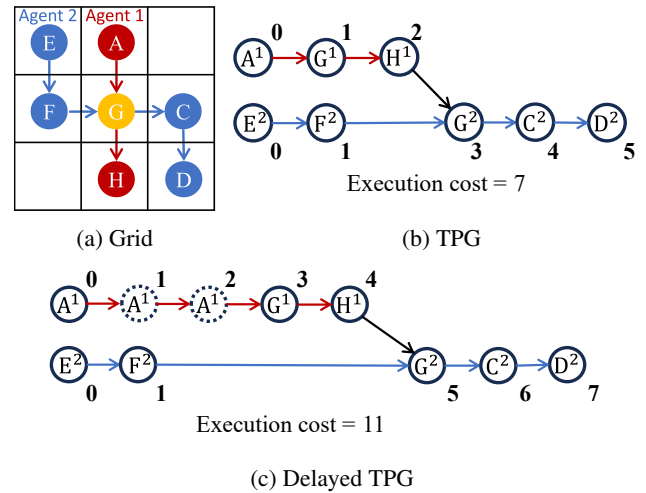 Agent 2 Agent 1
E A
F G C
H D
(a) Grid
0 1 2
A¹ G¹ H¹
E² F² G² C² D²
0 1 3 4 5
Execution cost = 7
(b) TPG
0 1 2 3 4
A¹ A¹ A¹ G¹ H¹
E² F² G² C² D²
0 1 5 6 7
Execution cost = 11
(c) Delayed TPG